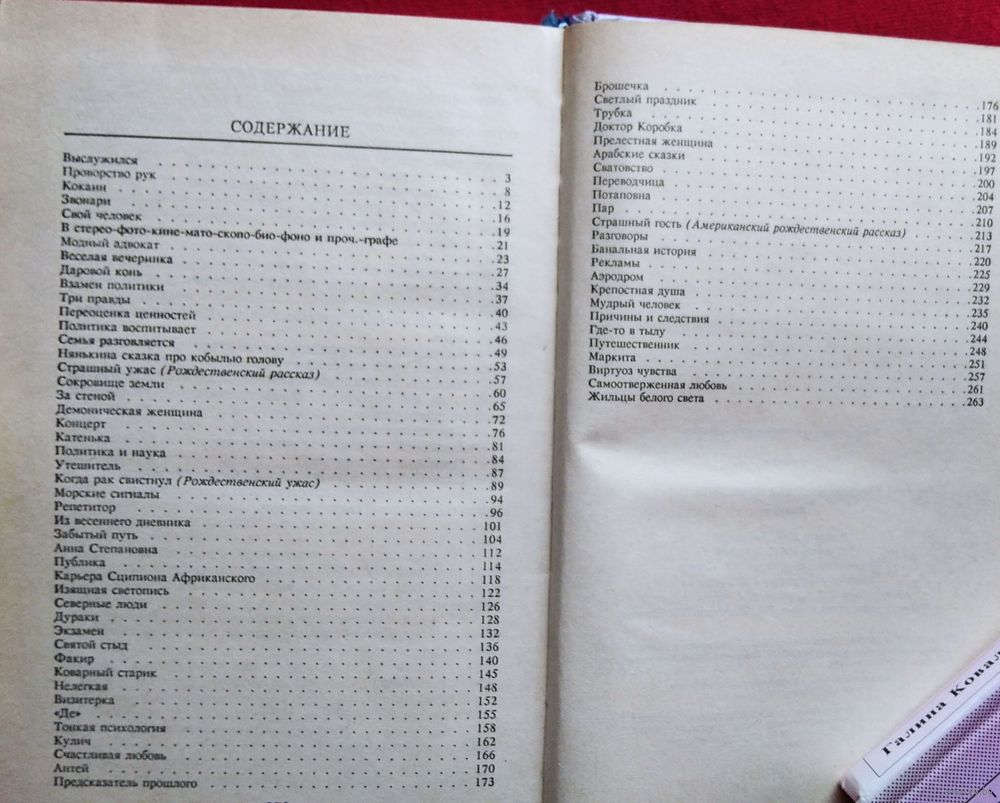 СОДЕРЖАНИЕ
Выслужился . . . 3
Проворство рук . . . 8
Кокаин . . . 12
Звонари . . . 16
Свой человек . . . 19
В стерео-фото-кине-мато-скопо-био-фоно и проч.-графе . . . 21
Модный адвокат . . . 23
Веселая вечеринка . . . 27
Даровой конь . . . 34
Взамен политики . . . 37
Три правды . . . 40
Переоценка ценностей . . . 43
Политика воспитывает . . . 46
Семья разговляется . . . 49
Нянькина сказка про кобылью голову . . . 53
Страшный ужас (Рождественский рассказ) . . . 57
Сокровище земли . . . 60
За стеной . . . 65
Демоническая женщина . . . 72
Концерт . . . 76
Катенька . . . 81
Политика и наука . . . 84
Утешитель . . . 87
Когда рак свистнул (Рождественский ужас) . . . 89
Морские сигналы . . . 94
Репетитор . . . 96
Из весеннего дневника . . . 101
Забытый путь . . . 104
Анна Степановна . . . 112
Публика . . . 114
Карьера Сципиона Африканского . . . 118
Изящная светопись . . . 122
Северные люди . . . 126
Дураки . . . 128
Экзамен . . . 132
Святой стыд . . . 136
Факир . . . 140
Коварный старик . . . 145
Нелегкая . . . 148
Визитерка . . . 152
«Де» . . . 155
Тонкая психология . . . 158
Кулич . . . 162
Счастливая любовь . . . 166
Антей . . . 170
Предсказатель прошлого . . . 173
Брошечка . . . 176
Светлый праздник . . . 181
Трубка . . . 184
Доктор Коробка . . . 189
Прелестная женщина . . . 192
Арабские сказки . . . 197
Сватовство . . . 200
Переводчица . . . 204
Потаповна . . . 207
Пар . . . 210
Страшный гость (Американский рождественский рассказ) . . . 213
Разговоры . . . 217
Банальная история . . . 220
Рекламы . . . 225
Аэродром . . . 229
Крепостная душа . . . 232
Мудрый человек . . . 235
Причины и следствия . . . 240
Где-то в тылу . . . 244
Путешественник . . . 248
Маркита . . . 251
Виртуоз чувства . . . 257
Самоотверженная любовь . . . 261
Жильцы белого света . . . 263
Галина